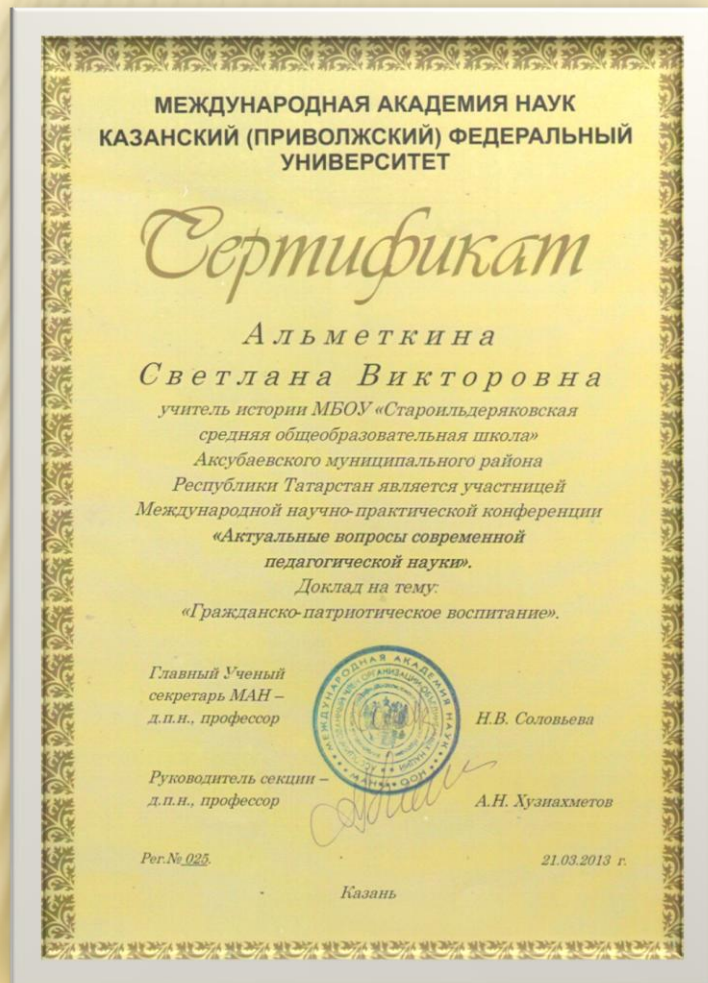 МЕЖДУНАРОДНАЯ АКАДЕМИЯ НАУК
КАЗАНСКИЙ (ПРИВОЛЖСКИЙ) ФЕДЕРАЛЬНЫЙ
УНИВЕРСИТЕТ
Сертификат
Альметкина
Светлана Викторовна
учитель истории МБОУ «Староильдеряковская
средняя общеобразовательная школа»
Аксубаевского муниципального района
Республики Татарстан является участницей
Международной научно-практической конференции
«Актуальные вопросы современной
педагогической науки».
Доклад на тему:
«Гражданско-патриотическое воспитание».
Главный Ученый
секретарь МАН –
д.п.н., профессор
Н.В. Соловьева
МЕЖДУНАРОДНАЯ АКАДЕМИЯ НАУК
Руководитель секции –
д.п.н., профессор
А.Н. Хузиахметов
Рег.№ 025.
21.03.2013 г.
Казань